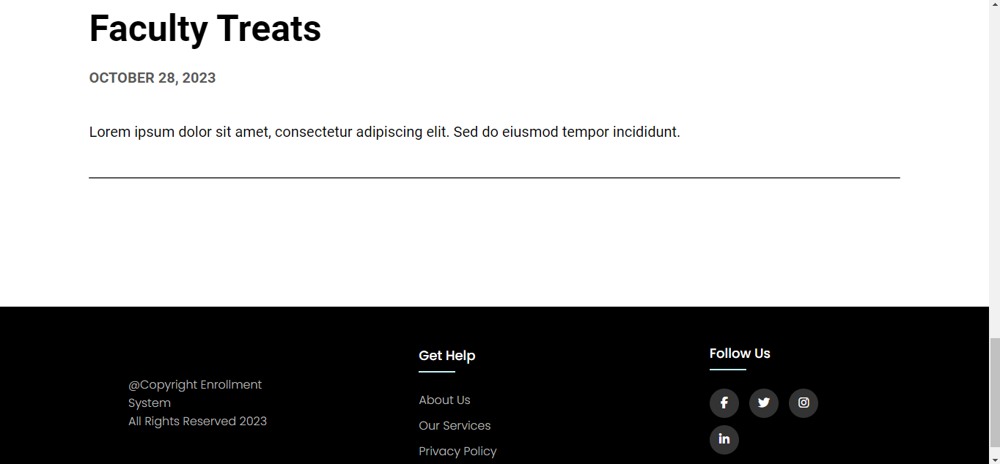 Faculty Treats
OCTOBER 28, 2023
Lorem ipsum dolor sit amet, consectetur adipiscing elit. Sed do eiusmod tempor incididunt.
@Copyright Enrollment
System
All Rights Reserved 2023
Get Help
About Us
Our Services
Privacy Policy
Follow Us